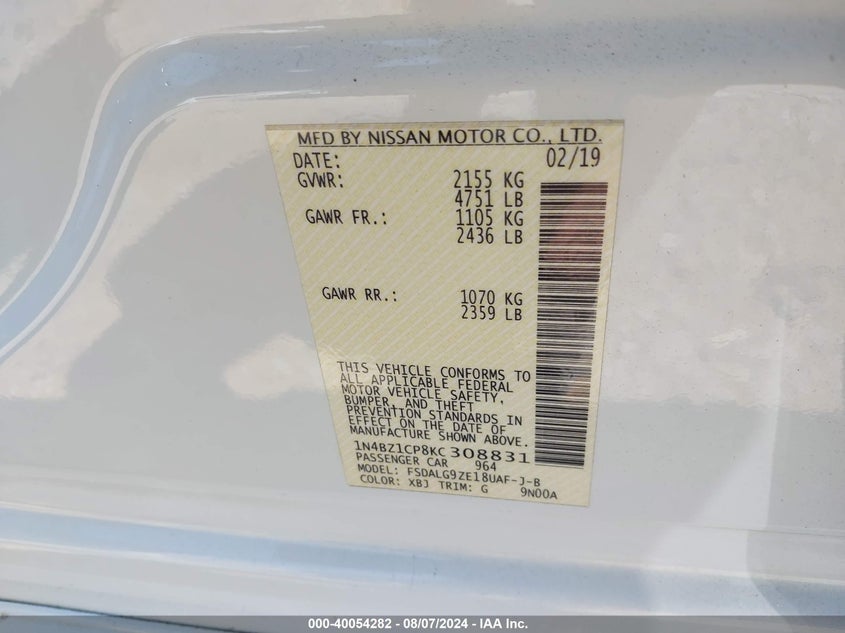 MFD BY NISSAN MOTOR CO., LTD.
DATE: 02/19
GVWR: 2155 KG
4751 LB
GAWR FR.: 1105 KG
2436 LB
GAWR RR.: 1070 KG
2359 LB
THIS VEHICLE CONFORMS TO
ALL APPLICABLE FEDERAL
MOTOR VEHICLE SAFETY,
BUMPER, AND THEFT
PREVENTION STANDARDS IN
EFFECT ON THE DATE OF
MANUFACTURE SHOWN ABOVE.
1N4BZ1CP8KC 308831
PASSENGER CAR 964
MODEL: FSDALG9ZE18UAF-J-B
COLOR: XBJ TRIM: G 9N00A
000-40054282 - 08/07/2024 - IAA Inc.